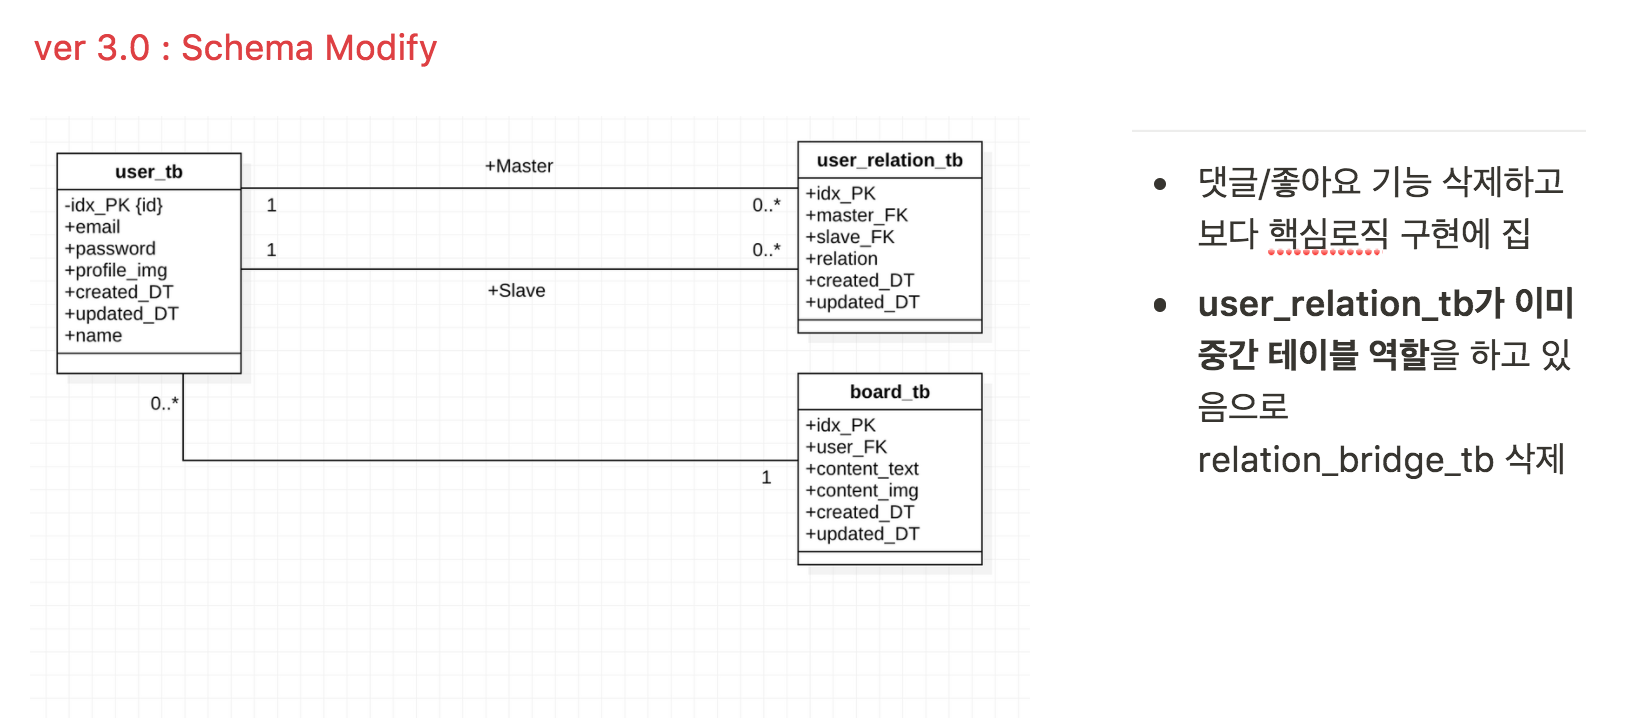 ver 3.0 : Schema Modify
user_tb
-idx_PK {id}
+email
+password
+profile_img
+created_DT
+updated_DT
+name
+Master
1
0..*
1
0..*
+Slave
user_relation_tb
+idx_PK
+master_FK
+slave_FK
+relation
+created_DT
+updated_DT
0..*
1
board_tb
+idx_PK
+user_FK
+content_text
+content_img
+created_DT
+updated_DT
• 댓글/좋아요 기능 삭제하고
보다 핵심로직 구현에 집
• user_relation_tb가 이미
중간 테이블 역할을 하고 있
음으로
relation_bridge_tb 삭제